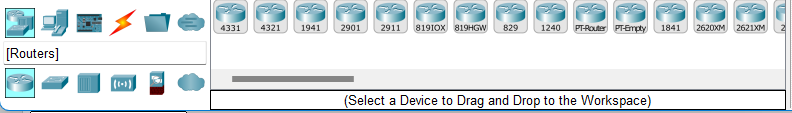 4331 4321 1941 2901 2911 819IOX 819HGW 829 1240 PT-Router PT-Empty 1841 2620XM 2621XM
[Routers]
(Select a Device to Drag and Drop to the Workspace)